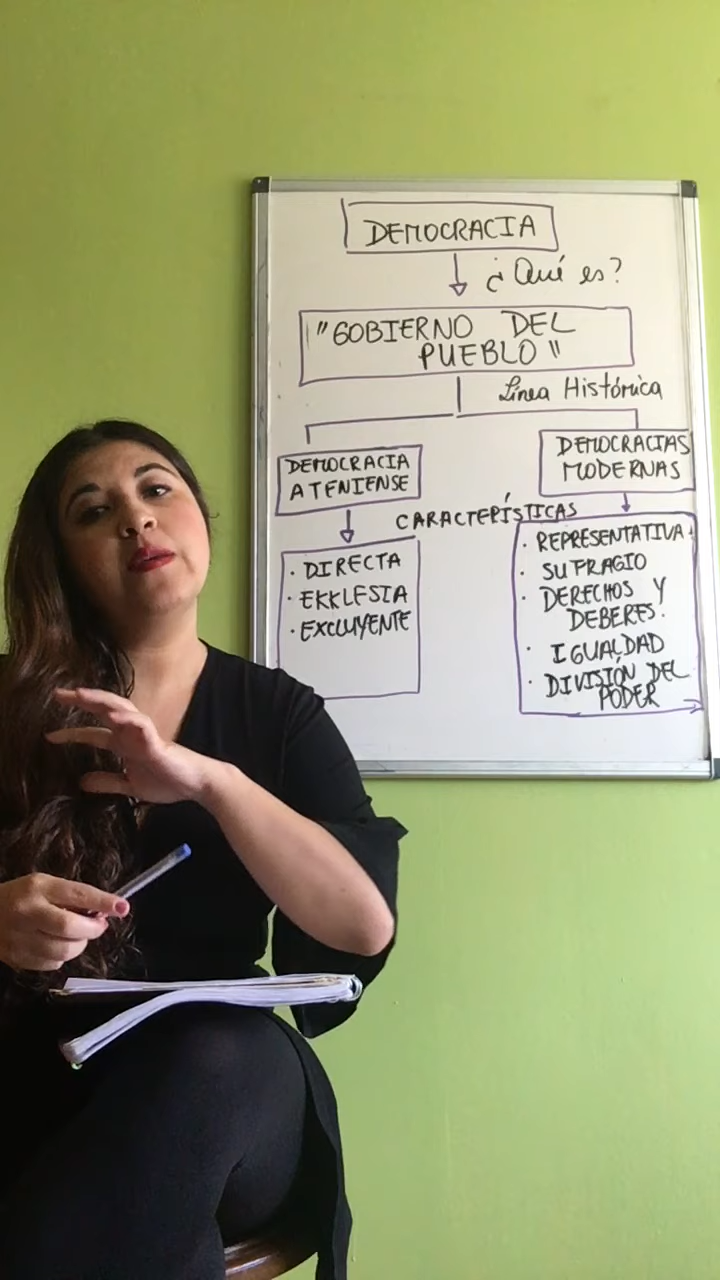 DEMOCRACIA
¿Qué es?
"GOBIERNO DEL
PUEBLO"
Línea Histórica
DEMOCRACIA
ATENIENSE
DEMOCRACIAS
MODERNAS
CARACTERÍSTICAS
· DIRECTA
· EKKLESIA
· EXCLUYENTE
· REPRESENTATIVA
· SUFRAGIO
· DERECHOS Y
DEBERES.
· IGUALDAD
· DIVISIÓN DEL
PODER